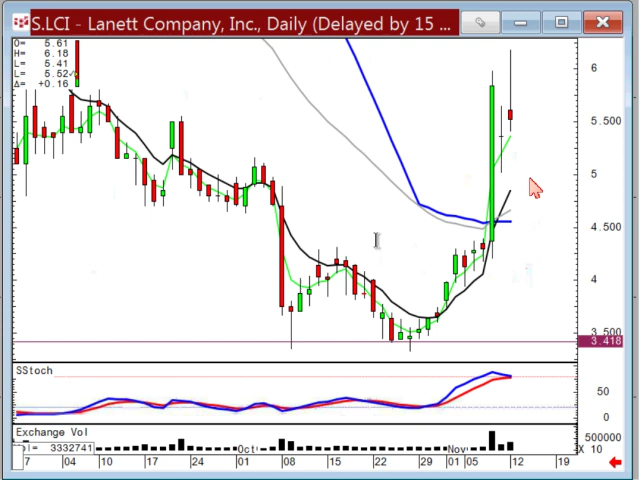 S.LCI - Lanett Company, Inc., Daily (Delayed by 15 ...
O= 5.61
H= 6.18
L= 5.41
L= 5.52
Δ= +0.16
6
5.500
5
4.500
4
3.500
3.418
SStoch
50
0
Exchange Vol
Vol= 3332741
500000
X 10
7 04 10 17 24 Oct 08 15 22 29 01 Nov 05 12 19